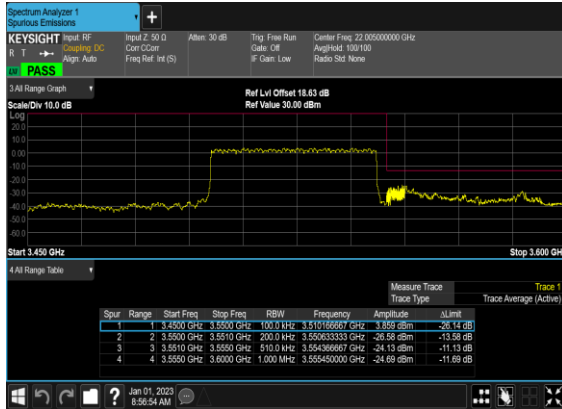 Spectrum Analyzer 1
Spurious Emissions
KEYSIGHT Input: RF Input Z: 50 Ω Atten: 30 dB Trig: Free Run Center Freq: 22.005000000 GHz
R T Coupling: DC Corr CCorr Gate: Off Avg|Hold: 100/100
Align: Auto Freq Ref: Int (S) IF Gain: Low Radio Std: None
PASS
3 All Range Graph
Ref Lvl Offset 18.63 dB
Scale/Div 10.0 dB Ref Value 30.00 dBm
Log
20.0
10.0
0.00
-10.0
-20.0
-30.0
-40.0
-50.0
-60.0
Start 3.450 GHz Stop 3.600 GH
4 All Range Table
Measure Trace Trace 1
Trace Type Trace Average (Active)
Spur Range Start Freq Stop Freq RBW Frequency Amplitude ΔLimit
1 1 3.4500 GHz 3.5500 GHz 100.0 kHz 3.510166667 GHz 3.859 dBm -26.14 dB
2 2 3.5500 GHz 3.5510 GHz 200.0 kHz 3.550633333 GHz -26.58 dBm -13.58 dB
3 3 3.5510 GHz 3.5550 GHz 510.0 kHz 3.554366667 GHz -24.13 dBm -11.13 dB
4 4 3.5550 GHz 3.6000 GHz 1.000 MHz 3.555450000 GHz -24.69 dBm -11.69 dB
Jan 01, 2023
8:56:54 AM